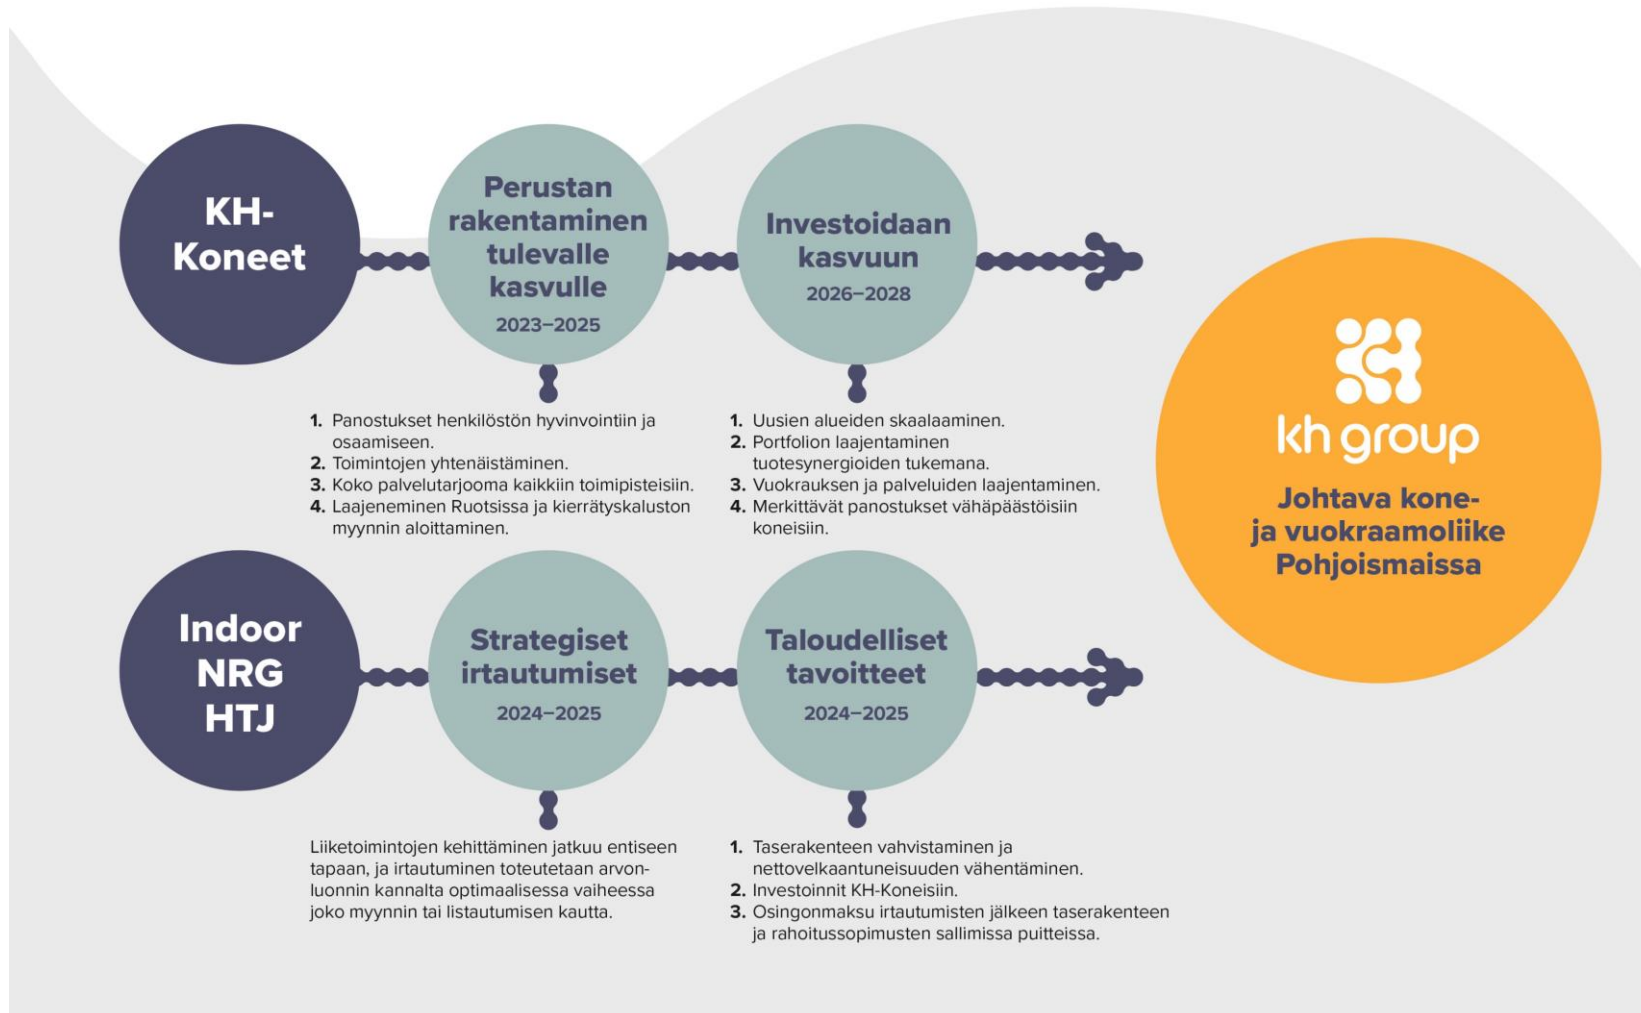 KH-
Koneet
Perustan
rakentaminen
tulevalle
kasvulle
2023–2025
Investoidaan
kasvuun
2026–2028
1. Panostukset henkilöstön hyvinvointiin ja
osaamiseen.
2. Toimintojen yhtenäistäminen.
3. Koko palvelutarjooma kaikkiin toimipisteisiin.
4. Laajeneminen Ruotsissa ja kierrätyskaluston
myynnin aloittaminen.
1. Uusien alueiden skaalaaminen.
2. Portfolion laajentaminen
tuotesynergioiden tukemana.
3. Vuokrauksen ja palveluiden laajentaminen.
4. Merkittävät panostukset vähäpäästöisiin
koneisiin.
Indoor
NRG
HTJ
Strategiset
irtautumiset
2024–2025
Taloudelliset
tavoitteet
2024–2025
Liiketoimintojen kehittäminen jatkuu entiseen
tapaan, ja irtautuminen toteutetaan arvon-
luonnin kannalta optimaalisessa vaiheessa
joko myynnin tai listautumisen kautta.
1. Taserakenteen vahvistaminen ja
nettovelkaantuneisuuden vähentäminen.
2. Investoinnit KH-Koneisiin.
3. Osingonmaksu irtautumisten jälkeen taserakenteen
ja rahoitussopimusten sallimissa puitteissa.
kh group
Johtava kone-
ja vuokraamoliike
Pohjoismaissa